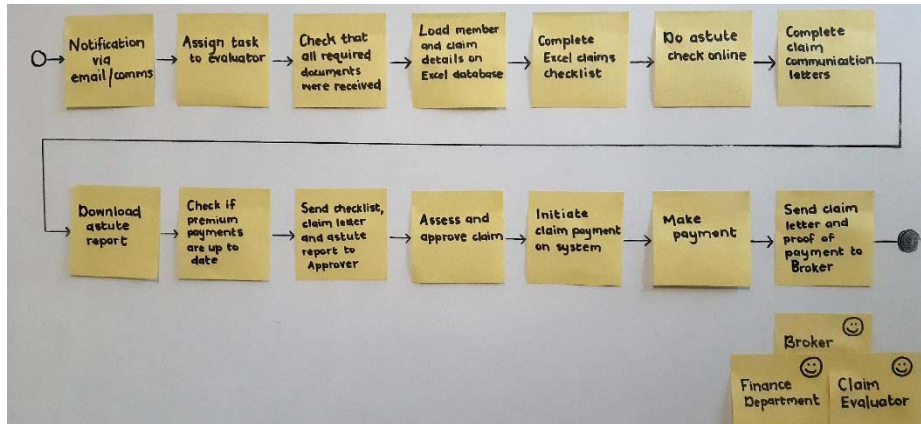 Notification
via
email/comms
Assign task
to evaluator
Check that
all required
documents
were received
Load member
and claim
details on
Excel database
Complete
Excel claims
checklist
Do astute
check online
Complete
claim
communication
letters
Download
astute
report
Check if
premium
payments
are up to
date
Send checklist,
claim letter
and astute
report to
Approver
Assess and
approve claim
Initiate
claim payment
on system
Make
payment
Send claim
letter and
proof of
payment to
Broker
Broker
Finance
Department
Claim
Evaluator